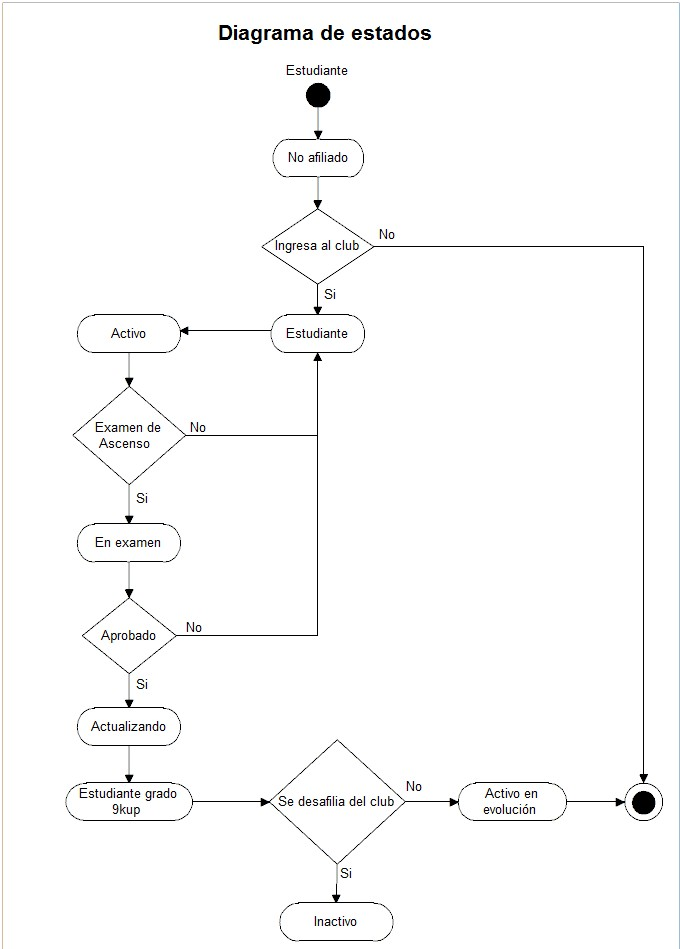 Diagrama de estados
Estudiante
No afiliado
Ingresa al club
No
Si
Estudiante
Activo
Examen de
Ascenso
No
Si
En examen
Aprobado
No
Si
Actualizando
Estudiante grado
9kup
Se desafilia del club
No
Activo en
evolución
Si
Inactivo